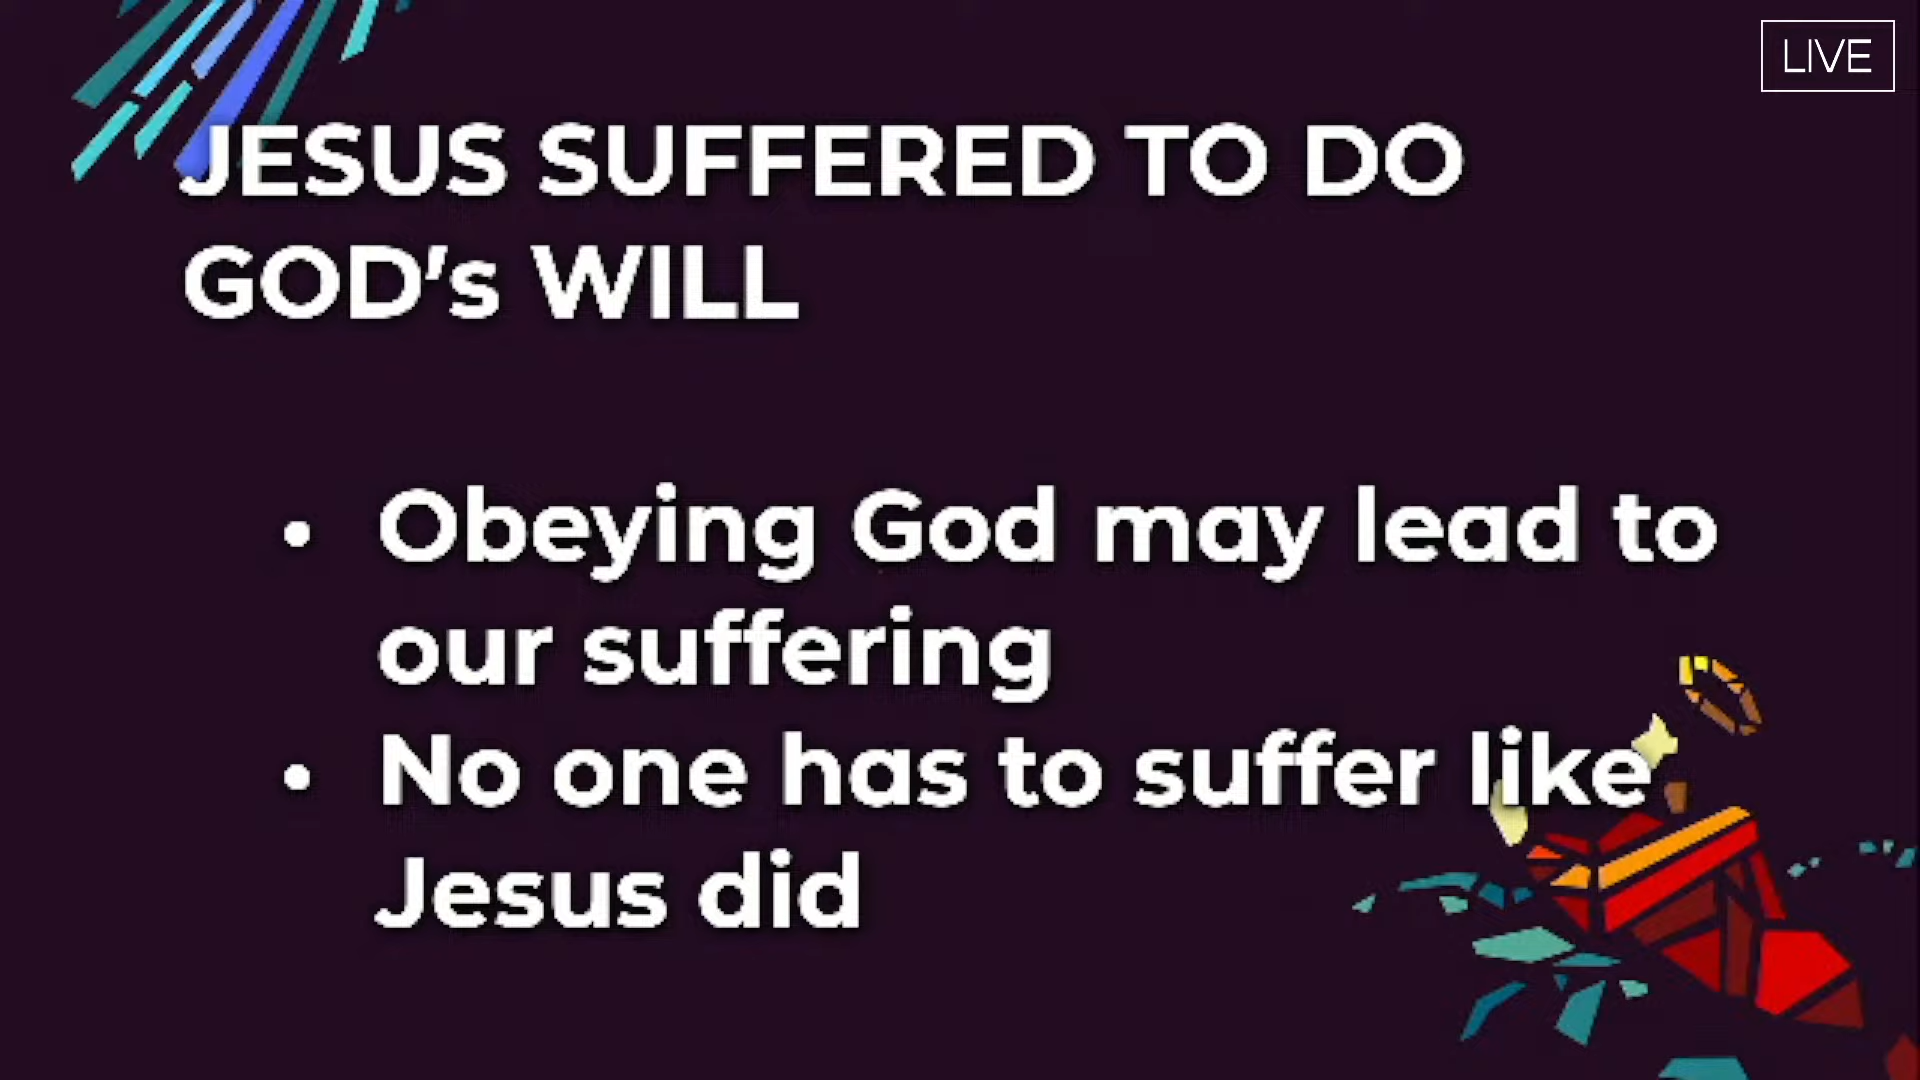 LIVE
JESUS SUFFERED TO DO
GOD's WILL
• Obeying God may lead to
our suffering
• No one has to suffer like
Jesus did